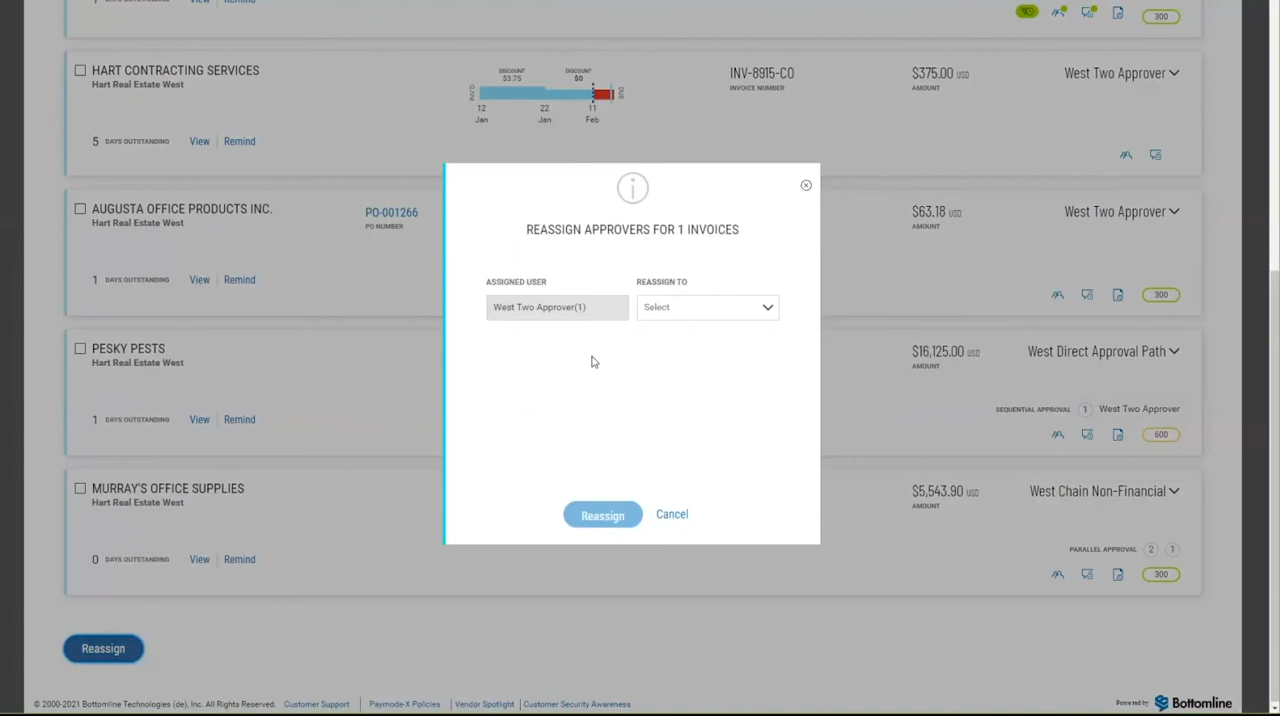 300
HART CONTRACTING SERVICES
Hart Real Estate West
DISCOUNT
$3.75
DISCOUNT
$0
INV'D
DUE
12
Jan
22
Jan
11
Feb
INV-8915-CO
INVOICE NUMBER
$375.00 USD
AMOUNT
West Two Approver
5 DAYS OUTSTANDING View Remind
AUGUSTA OFFICE PRODUCTS INC.
Hart Real Estate West
PO-001266
PO NUMBER
$63.18 USD
AMOUNT
West Two Approver
1 DAYS OUTSTANDING View Remind
300
PESKY PESTS
Hart Real Estate West
$16,125.00 USD
AMOUNT
West Direct Approval Path
SEQUENTIAL APPROVAL 1 West Two Approver
1 DAYS OUTSTANDING View Remind
600
MURRAY'S OFFICE SUPPLIES
Hart Real Estate West
$5,543.90 USD
AMOUNT
West Chain Non-Financial
PARALLEL APPROVAL 2 1
0 DAYS OUTSTANDING View Remind
300
REASSIGN APPROVERS FOR 1 INVOICES
ASSIGNED USER
West Two Approver(1)
REASSIGN TO
Select
Reassign Cancel
Reassign
© 2000-2021 Bottomline Technologies (de), Inc. All Rights Reserved. Customer Support Paymode-X Policies Vendor Spotlight Customer Security Awareness
Powered by Bottomline